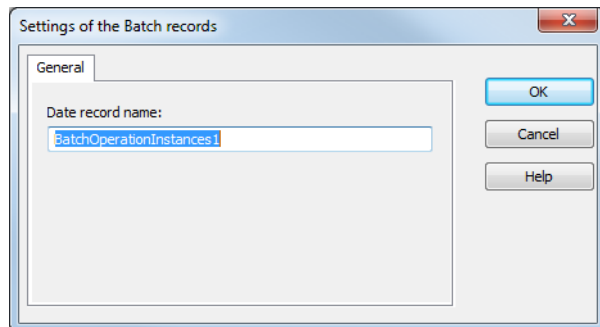 Settings of the Batch records
General
Date record name:
BatchOperationInstances1
OK
Cancel
Help